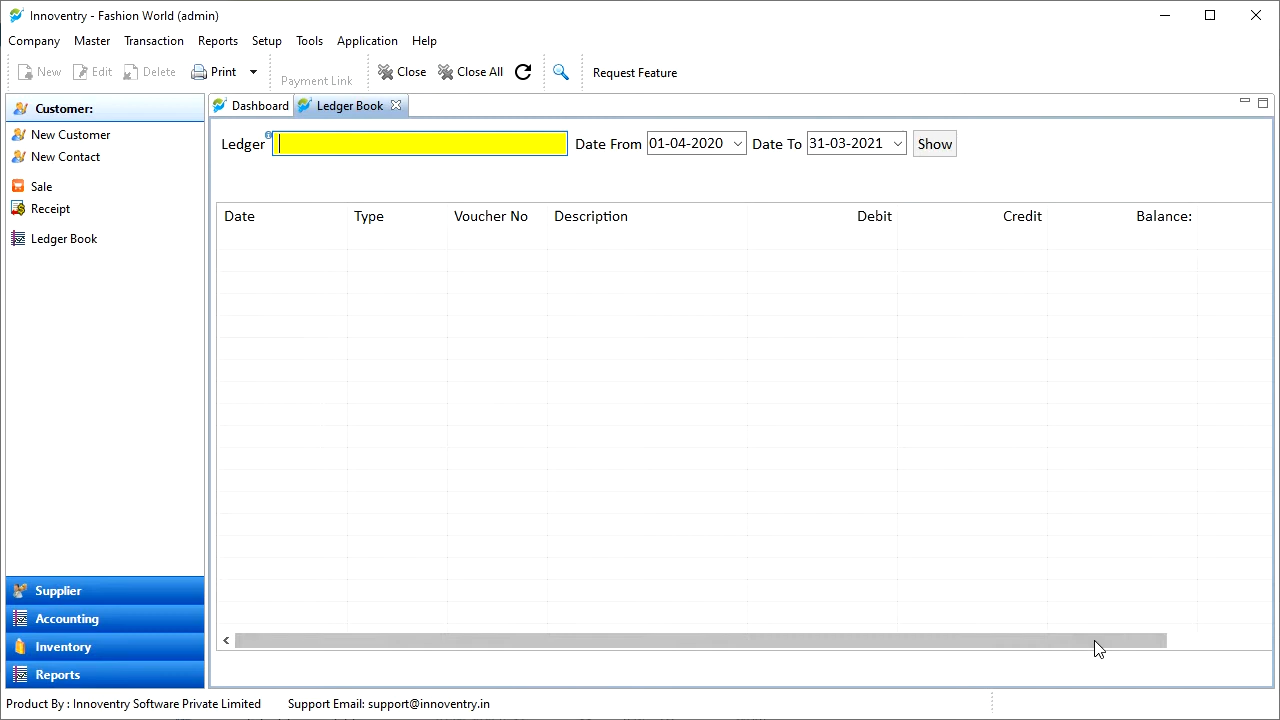 Innoventry - Fashion World (admin)
Company Master Transaction Reports Setup Tools Application Help
New Edit Delete Print Payment Link Close Close All Request Feature
Customer:
New Customer
New Contact
Sale
Receipt
Ledger Book
Supplier
Accounting
Inventory
Reports
Dashboard Ledger Book
Ledger Date From 01-04-2020 Date To 31-03-2021 Show
Date Type Voucher No Description Debit Credit Balance:
Product By : Innoventry Software Private Limited Support Email: support@innoventry.in